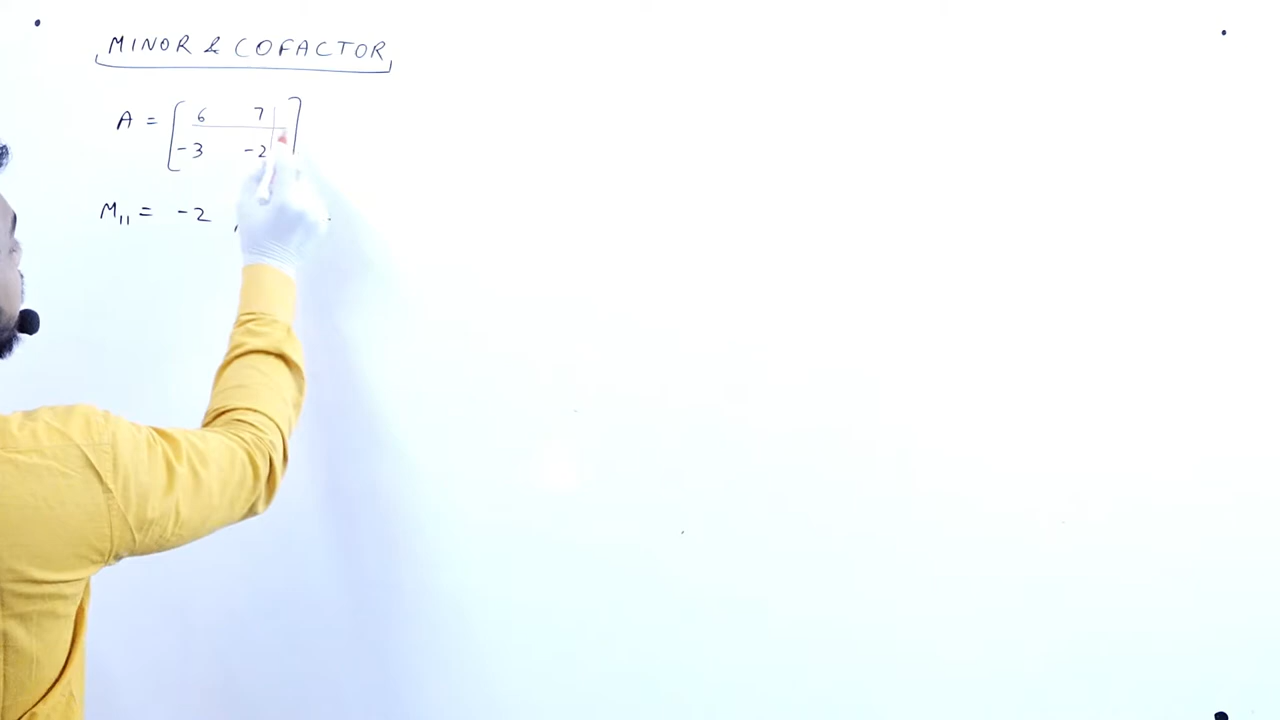 MINOR & COFACTOR
A = [ 6 7
-3 -2 ]
M11 = -2